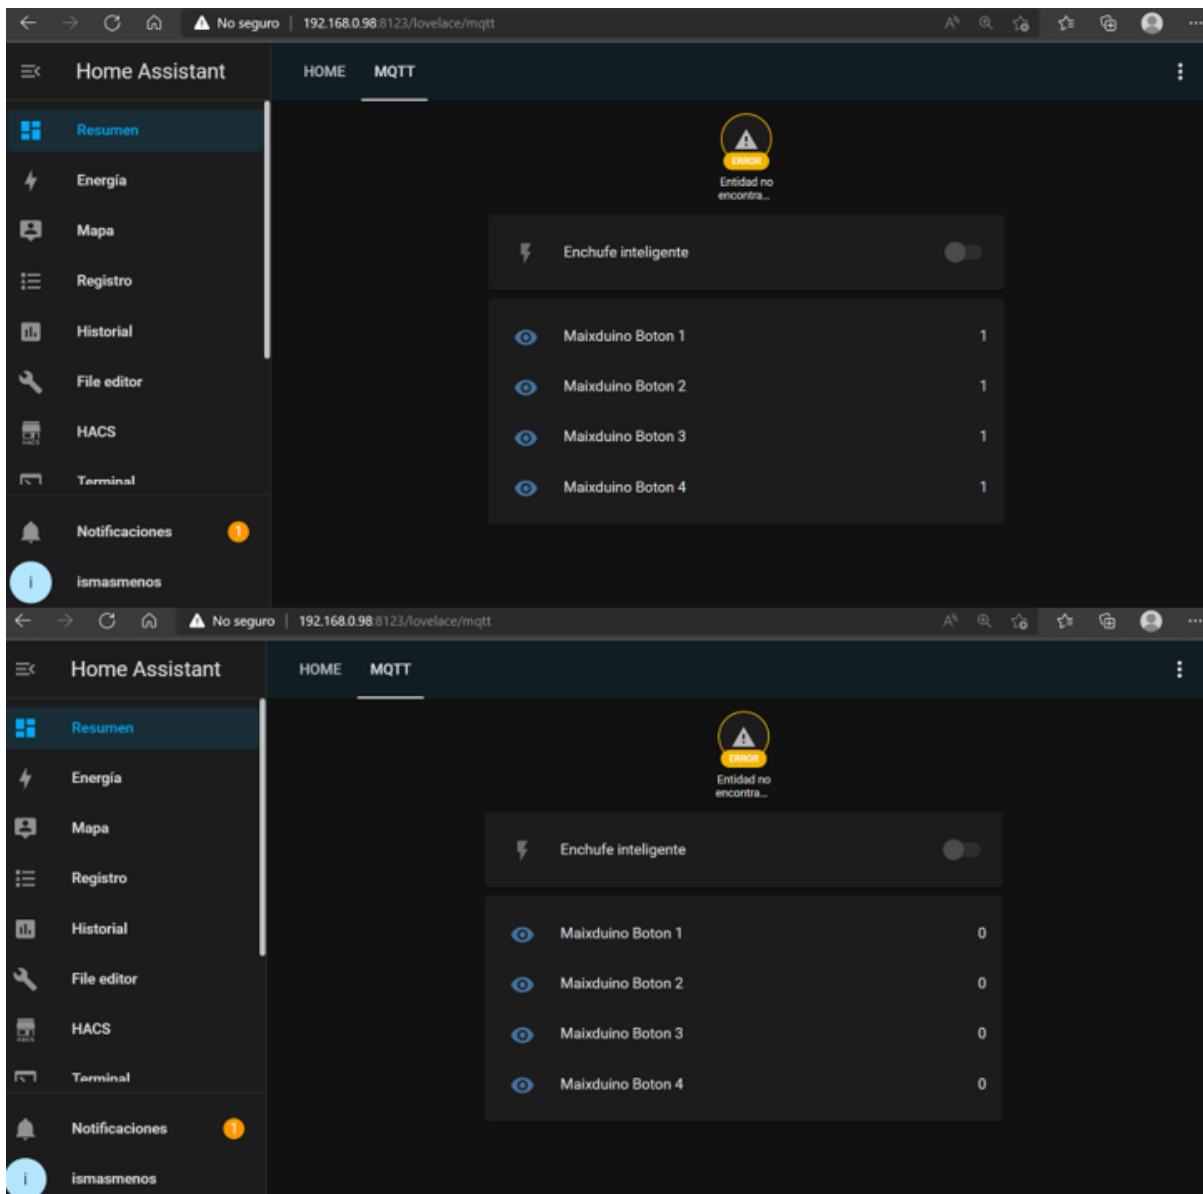 No seguro | 192.168.0.98:8123/lovelace/mqtt
Home Assistant
HOME MQTT
Resumen
Energía
Mapa
Registro
Historial
File editor
HACS
Terminal
Notificaciones 1
i ismasmenos
ERROR
Entidad no
encontra...
Enchufe inteligente
Maixduino Boton 1 1
Maixduino Boton 2 1
Maixduino Boton 3 1
Maixduino Boton 4 1
No seguro | 192.168.0.98:8123/lovelace/mqtt
Home Assistant
HOME MQTT
Resumen
Energía
Mapa
Registro
Historial
File editor
HACS
Terminal
Notificaciones 1
i ismasmenos
ERROR
Entidad no
encontra...
Enchufe inteligente
Maixduino Boton 1 0
Maixduino Boton 2 0
Maixduino Boton 3 0
Maixduino Boton 4 0